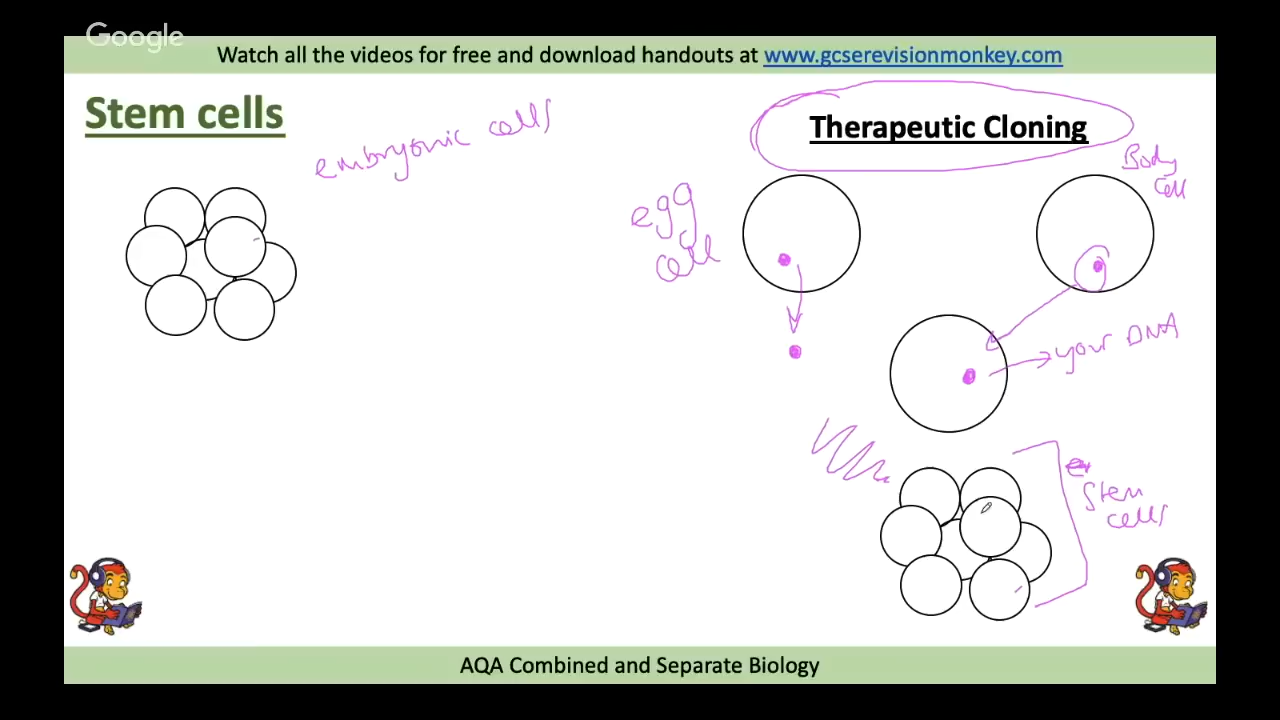 Google
Watch all the videos for free and download handouts at www.gcserevisionmonkey.com
Stem cells
embryonic cells
Therapeutic Cloning
egg
cell
Body
cell
your DNA
Stem
cells
AQA Combined and Separate Biology